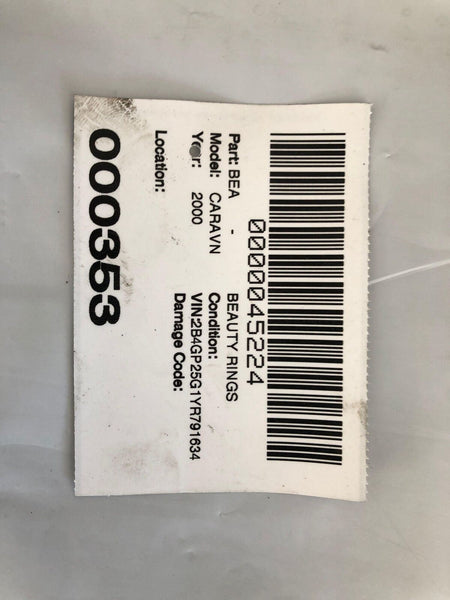 0000045224
Part: BEA - BEAUTY RINGS
Model: CARAVN Condition:
Year: 2000 VIN:2B4GP25G1YR791634
Damage Code:
Location:
000353